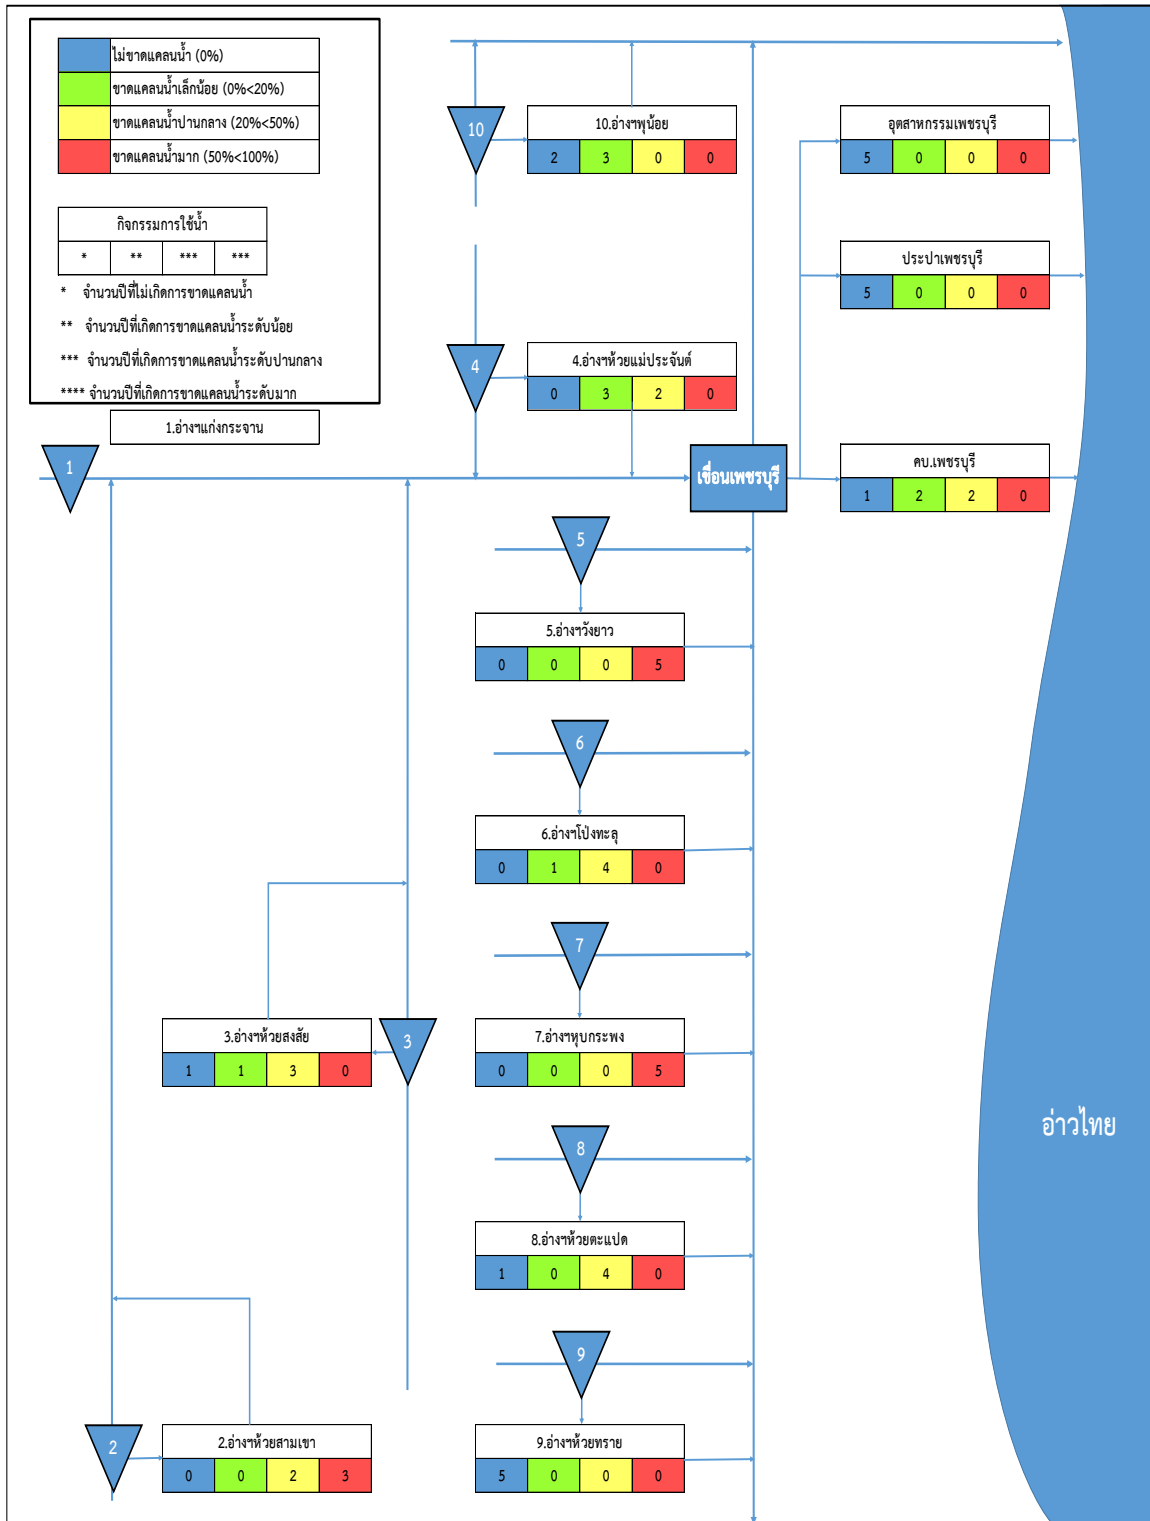 ไม่ขาดแคลนน้ำ (0%)
ขาดแคลนน้ำเล็กน้อย (0%<20%)
ขาดแคลนน้ำปานกลาง (20%<50%)
ขาดแคลนน้ำมาก (50%<100%)
กิจกรรมการใช้น้ำ
* ** *** ***
* จำนวนปีที่ไม่เกิดการขาดแคลนน้ำ
** จำนวนปีที่เกิดการขาดแคลนน้ำระดับน้อย
*** จำนวนปีที่เกิดการขาดแคลนน้ำระดับปานกลาง
**** จำนวนปีที่เกิดการขาดแคลนน้ำระดับมาก
10
10.อ่างฯพุน้อย
2 3 0 0
อุตสาหกรรมเพชรบุรี
5 0 0 0
ประปาเพชรบุรี
5 0 0 0
4
4.อ่างฯห้วยแม่ประจันต์
0 3 2 0
1.อ่างฯแก่งกระจาน
1
เขื่อนเพชรบุรี
คบ.เพชรบุรี
1 2 2 0
5
5.อ่างฯวังยาว
0 0 0 5
6
6.อ่างฯโป่งทะลุ
0 1 4 0
7
7.อ่างฯหุบกระพง
0 0 0 5
3.อ่างฯห้วยสงสัย
1 1 3 0
3
อ่าวไทย
8
8.อ่างฯห้วยตะแปด
1 0 4 0
9
9.อ่างฯห้วยทราย
5 0 0 0
2
2.อ่างฯห้วยสามเขา
0 0 2 3